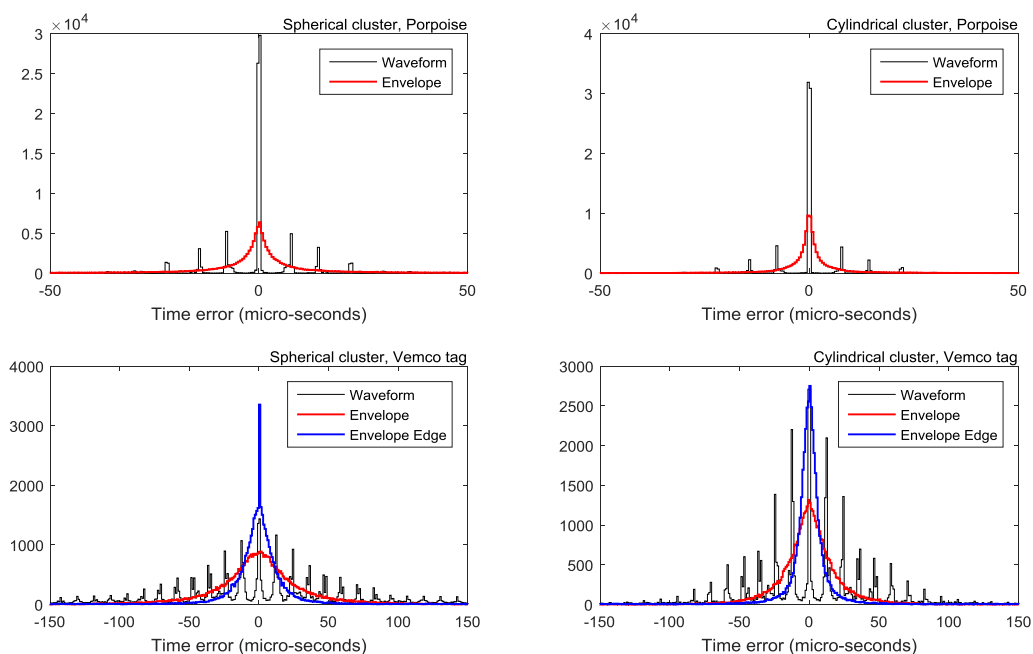 ×10⁴
Spherical cluster, Porpoise
3
2.5
2
1.5
1
0.5
0
-50
0
50
Waveform
Envelope
Time error (micro-seconds)
×10⁴
Cylindrical cluster, Porpoise
4
3
2
1
0
-50
0
50
Waveform
Envelope
Time error (micro-seconds)
Spherical cluster, Vemco tag
4000
3000
2000
1000
0
-150
-100
-50
0
50
100
150
Waveform
Envelope
Envelope Edge
Time error (micro-seconds)
Cylindrical cluster, Vemco tag
3000
2500
2000
1500
1000
500
0
-150
-100
-50
0
50
100
150
Waveform
Envelope
Envelope Edge
Time error (micro-seconds)